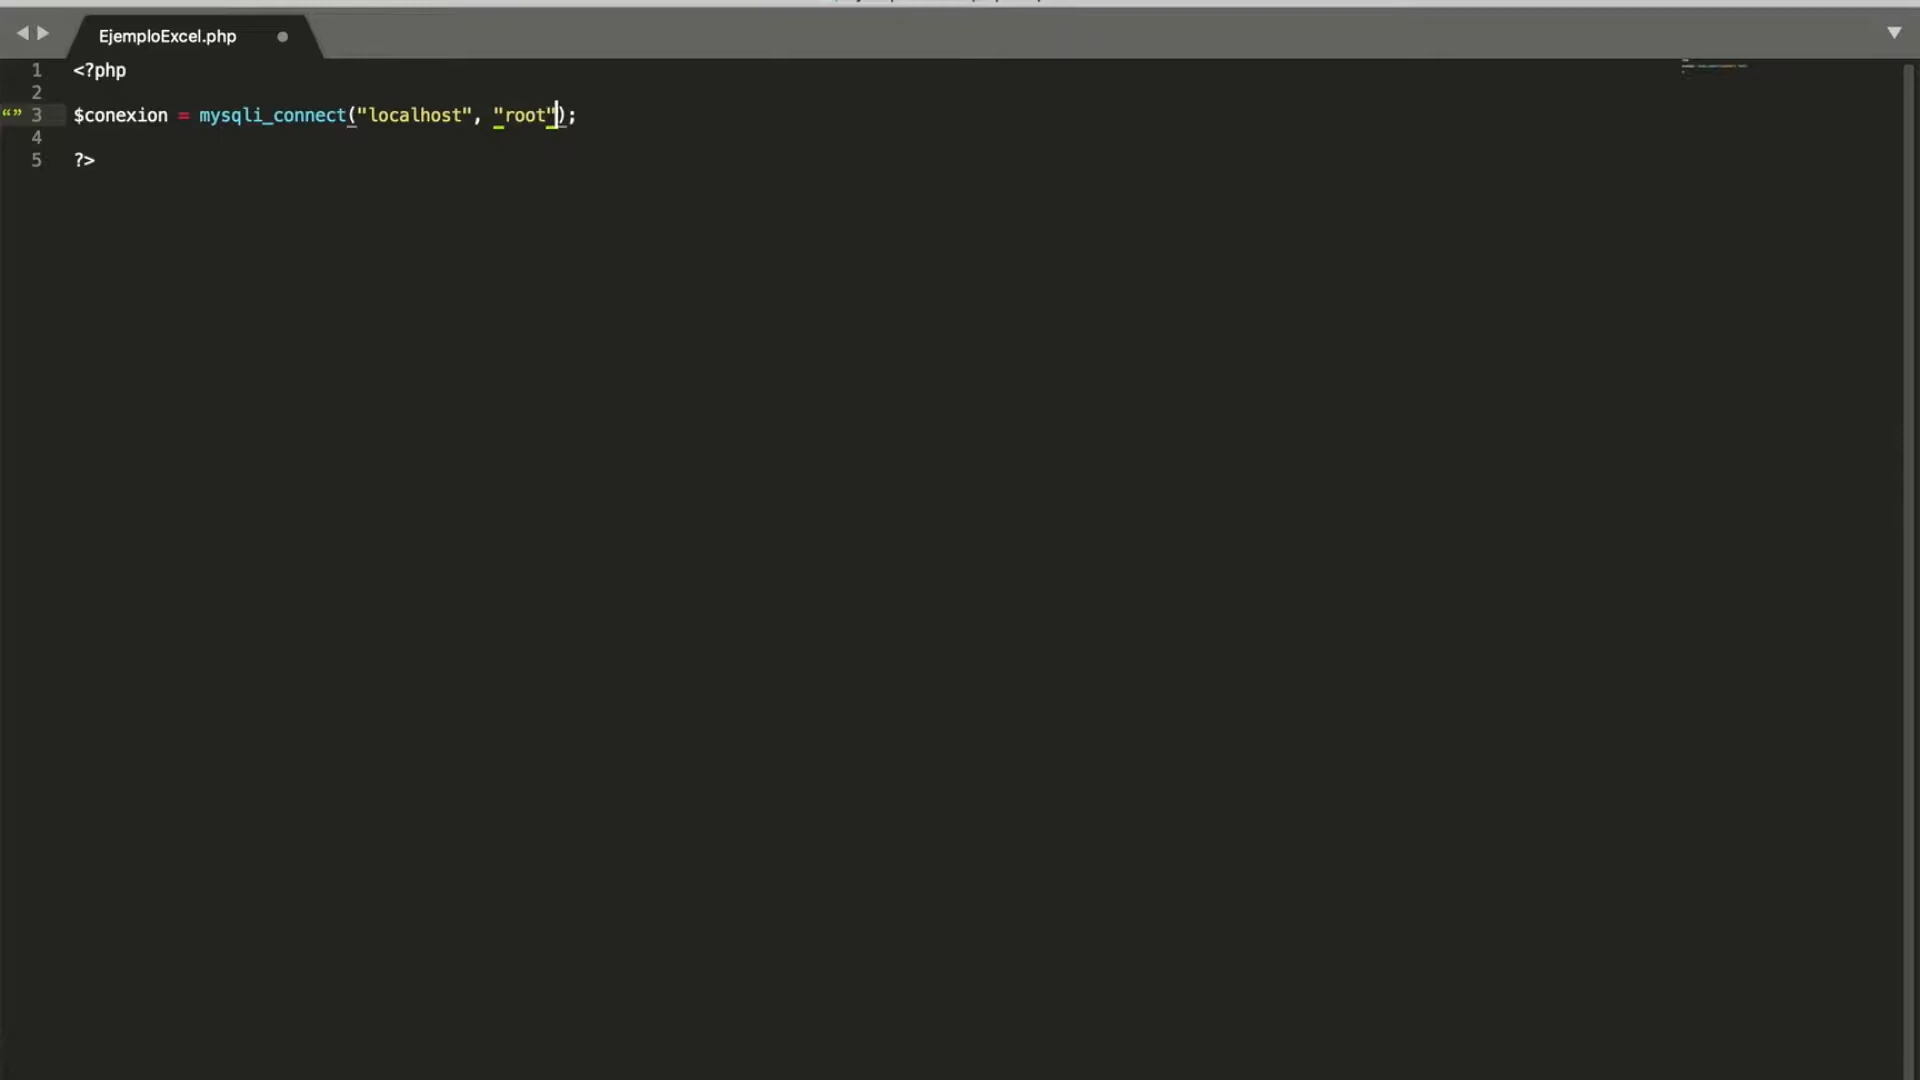 EjemploExcel.php
1 <?php
2
“” 3 $conexion = mysqli_connect("localhost", "root");
4
5 ?>